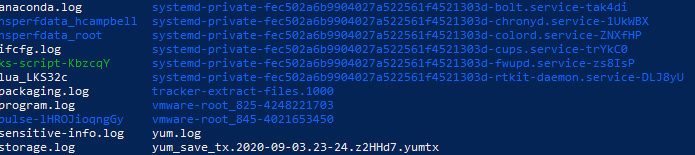 anaconda.log systemd-private-fec502a6b9904027a522561f4521303d-bolt.service-tak4di
hsperfdata_hcampbell systemd-private-fec502a6b9904027a522561f4521303d-chronyd.service-1UkWBX
hsperfdata_root systemd-private-fec502a6b9904027a522561f4521303d-colord.service-ZNXfHP
ifcfg.log systemd-private-fec502a6b9904027a522561f4521303d-cups.service-trYkC0
ks-script-KbzcqY systemd-private-fec502a6b9904027a522561f4521303d-fwupd.service-zs8IsP
lua_LKS32c systemd-private-fec502a6b9904027a522561f4521303d-rtkit-daemon.service-DLJ8yU
packaging.log tracker-extract-files.1000
program.log vmware-root_825-4248221703
pulse-lHROJioqngGy vmware-root_845-4021653450
sensitive-info.log yum.log
storage.log yum_save_tx.2020-09-03.23-24.z2HHd7.yumtx